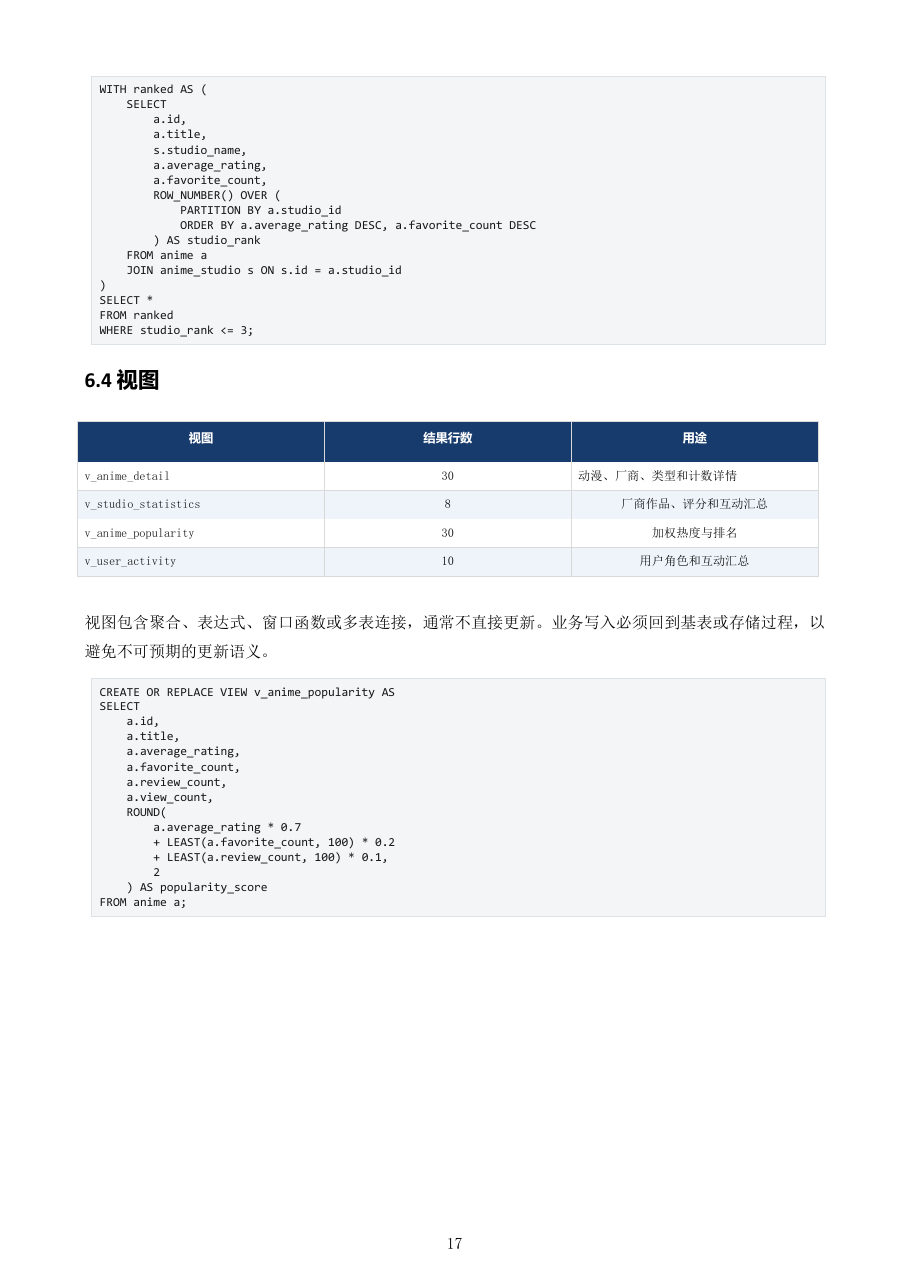 WITH ranked AS (
    SELECT
        a.id,
        a.title,
        s.studio_name,
        a.average_rating,
        a.favorite_count,
        ROW_NUMBER() OVER (
            PARTITION BY a.studio_id
            ORDER BY a.average_rating DESC, a.favorite_count DESC
        ) AS studio_rank
    FROM anime a
    JOIN anime_studio s ON s.id = a.studio_id
)
SELECT *
FROM ranked
WHERE studio_rank <= 3;
6.4 视图
视图 结果行数 用途
v_anime_detail 30 动漫、厂商、类型和计数详情
v_studio_statistics 8 厂商作品、评分和互动汇总
v_anime_popularity 30 加权热度与排名
v_user_activity 10 用户角色和互动汇总
视图包含聚合、表达式、窗口函数或多表连接，通常不直接更新。业务写入必须回到基表或存储过程，以
避免不可预期的更新语义。
CREATE OR REPLACE VIEW v_anime_popularity AS
SELECT
    a.id,
    a.title,
    a.average_rating,
    a.favorite_count,
    a.review_count,
    a.view_count,
    ROUND(
        a.average_rating * 0.7
        + LEAST(a.favorite_count, 100) * 0.2
        + LEAST(a.review_count, 100) * 0.1,
        2
    ) AS popularity_score
FROM anime a;
17